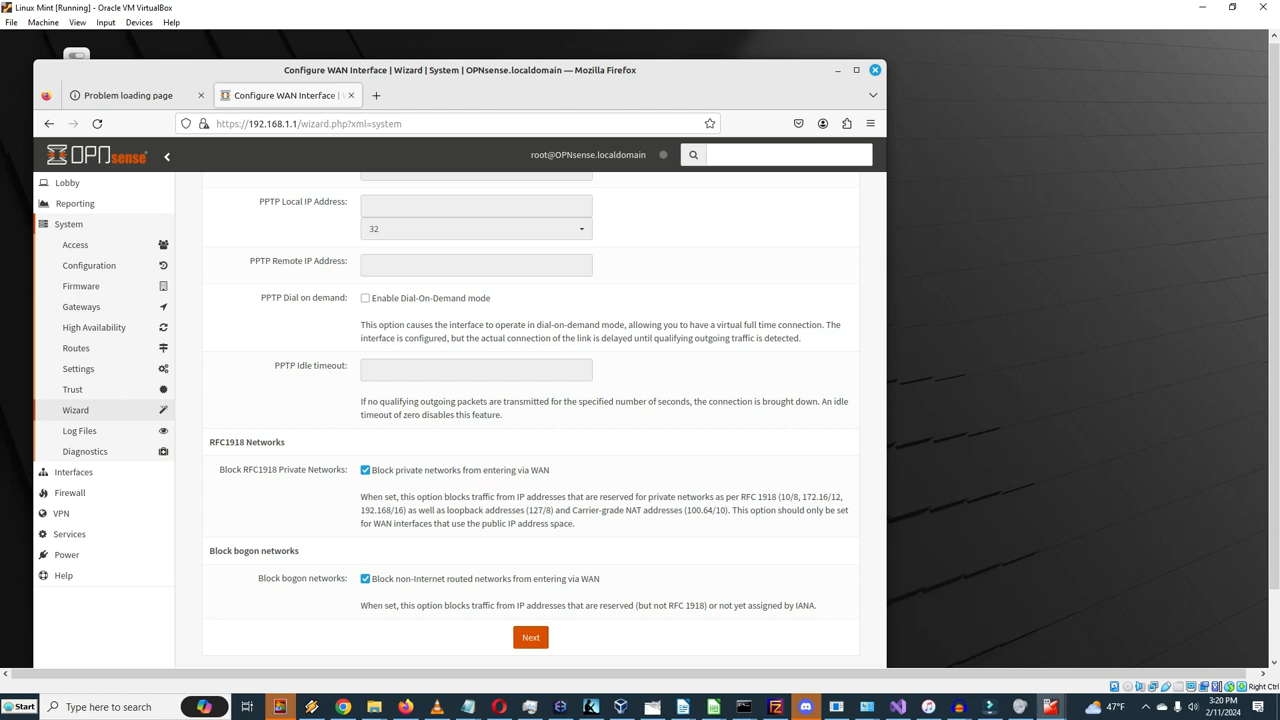 Linux Mint [Running] - Oracle VM VirtualBox
File Machine View Input Devices Help
Configure WAN Interface | Wizard | System | OPNsense.localdomain — Mozilla Firefox
Problem loading page
Configure WAN Interface |
https://192.168.1.1/wizard.php?xml=system
OPNsense
root@OPNsense.localdomain
Lobby
Reporting
System
Access
Configuration
Firmware
Gateways
High Availability
Routes
Settings
Trust
Wizard
Log Files
Diagnostics
Interfaces
Firewall
VPN
Services
Power
Help
PPTP Local IP Address:
32
PPTP Remote IP Address:
PPTP Dial on demand: Enable Dial-On-Demand mode
This option causes the interface to operate in dial-on-demand mode, allowing you to have a virtual full time connection. The
interface is configured, but the actual connection of the link is delayed until qualifying outgoing traffic is detected.
PPTP Idle timeout:
If no qualifying outgoing packets are transmitted for the specified number of seconds, the connection is brought down. An idle
timeout of zero disables this feature.
RFC1918 Networks
Block RFC1918 Private Networks: Block private networks from entering via WAN
When set, this option blocks traffic from IP addresses that are reserved for private networks as per RFC 1918 (10/8, 172.16/12,
192.168/16) as well as loopback addresses (127/8) and Carrier-grade NAT addresses (100.64/10). This option should only be set
for WAN interfaces that use the public IP address space.
Block bogon networks
Block bogon networks: Block non-Internet routed networks from entering via WAN
When set, this option blocks traffic from IP addresses that are reserved (but not RFC 1918) or not yet assigned by IANA.
Next
Right Ctrl
Start
Type here to search
47°F
3:20 PM
2/11/2024